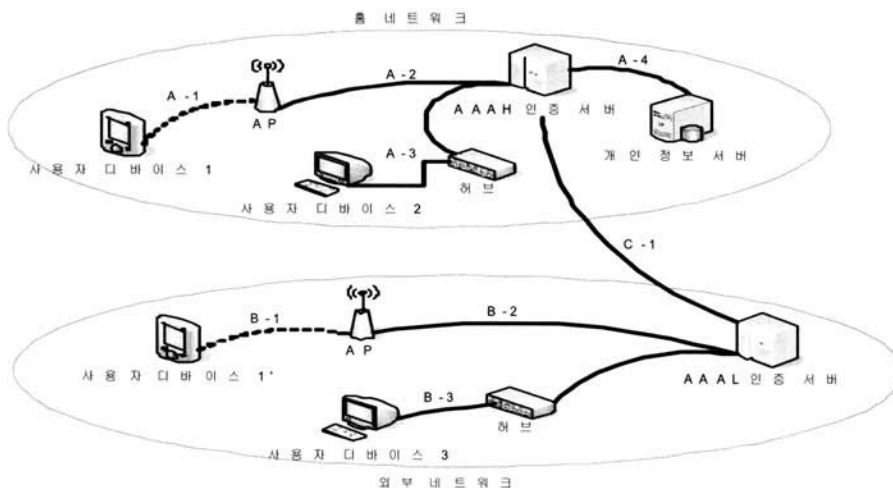 홈 네트워크
A-1
A-2
A-4
AP
AAAH 인증 서버
개인정보 서버
사용자 디바이스 1
A-3
허브
사용자 디바이스 2
C-1
B-1
B-2
AP
사용자 디바이스 1'
AAAL 인증 서버
B-3
허브
사용자 디바이스 3
외부 네트워크